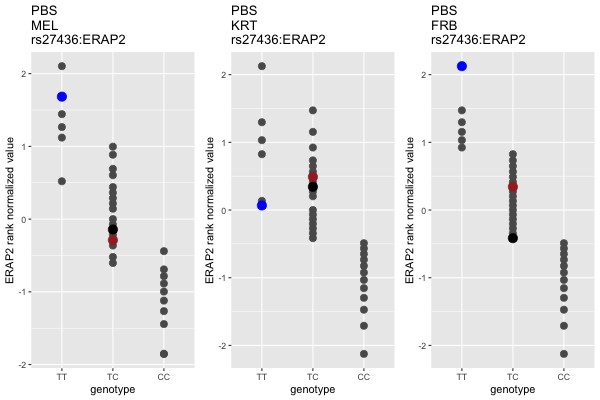 PBS
MEL
rs27436:ERAP2
ERAP2 rank normalized value
2
1
0
-1
-2
TT TC CC
genotype
PBS
KRT
rs27436:ERAP2
ERAP2 rank normalized value
2
1
0
-1
-2
TT TC CC
genotype
PBS
FRB
rs27436:ERAP2
ERAP2 rank normalized value
2
1
0
-1
-2
TT TC CC
genotype